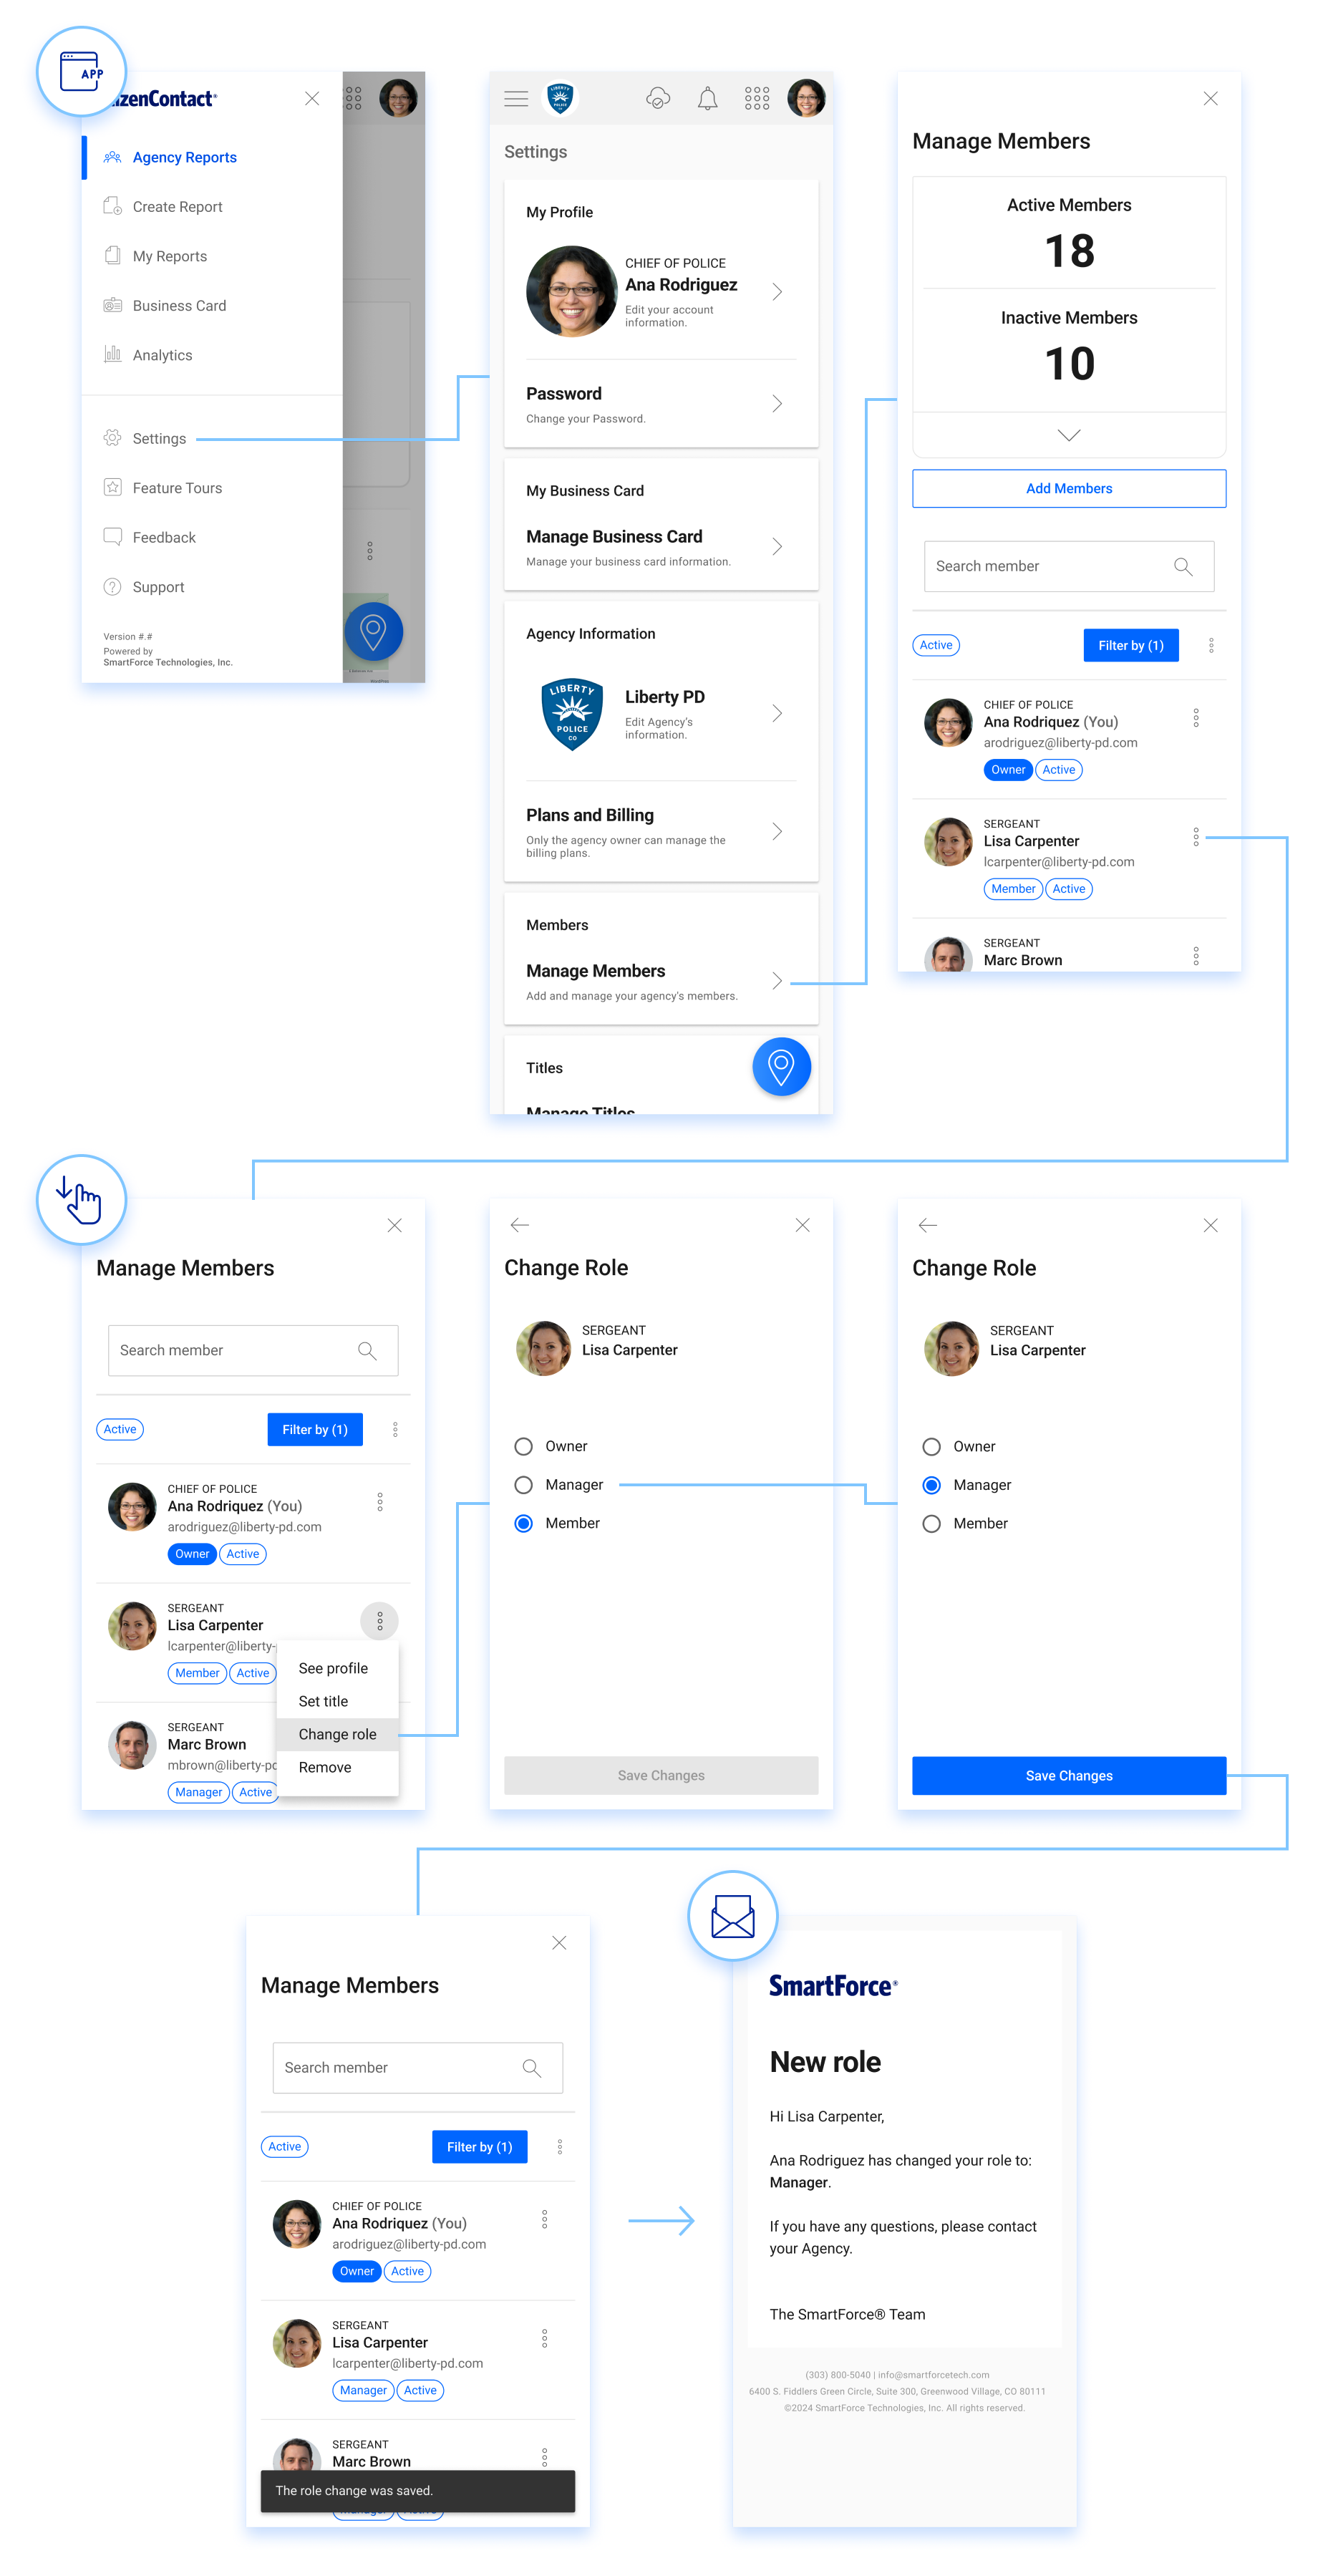 APP
izenContact®
Agency Reports
Create Report
My Reports
Business Card
Analytics
Settings
Feature Tours
Feedback
Support
Version #.#
Powered by
SmartForce Technologies, Inc.
LIBERTY
POLICE
CO
Settings
My Profile
CHIEF OF POLICE
Ana Rodriguez
Edit your account
information.
Password
Change your Password.
My Business Card
Manage Business Card
Manage your business card information.
Agency Information
LIBERTY
POLICE
CO
Liberty PD
Edit Agency's
information.
Plans and Billing
Only the agency owner can manage the
billing plans.
Members
Manage Members
Add and manage your agency's members.
Titles
Manage Titles
Manage Members
Active Members
18
Inactive Members
10
Add Members
Search member
Active
Filter by (1)
CHIEF OF POLICE
Ana Rodriquez (You)
arodriguez@liberty-pd.com
Owner Active
SERGEANT
Lisa Carpenter
lcarpenter@liberty-pd.com
Member Active
SERGEANT
Marc Brown
Manage Members
Search member
Active
Filter by (1)
CHIEF OF POLICE
Ana Rodriquez (You)
arodriguez@liberty-pd.com
Owner Active
SERGEANT
Lisa Carpenter
lcarpenter@liberty-
Member Active
SERGEANT
Marc Brown
mbrown@liberty-pd
Manager Active
See profile
Set title
Change role
Remove
Change Role
SERGEANT
Lisa Carpenter
Owner
Manager
Member
Save Changes
Change Role
SERGEANT
Lisa Carpenter
Owner
Manager
Member
Save Changes
Manage Members
Search member
Active
Filter by (1)
CHIEF OF POLICE
Ana Rodriquez (You)
arodriguez@liberty-pd.com
Owner Active
SERGEANT
Lisa Carpenter
lcarpenter@liberty-pd.com
Manager Active
SERGEANT
Marc Brown
The role change was saved.
SmartForce®
New role
Hi Lisa Carpenter,
Ana Rodriguez has changed your role to:
Manager.
If you have any questions, please contact
your Agency.
The SmartForce® Team
(303) 800-5040 | info@smartforcetech.com
6400 S. Fiddlers Green Circle, Suite 300, Greenwood Village, CO 80111
©2024 SmartForce Technologies, Inc. All rights reserved.